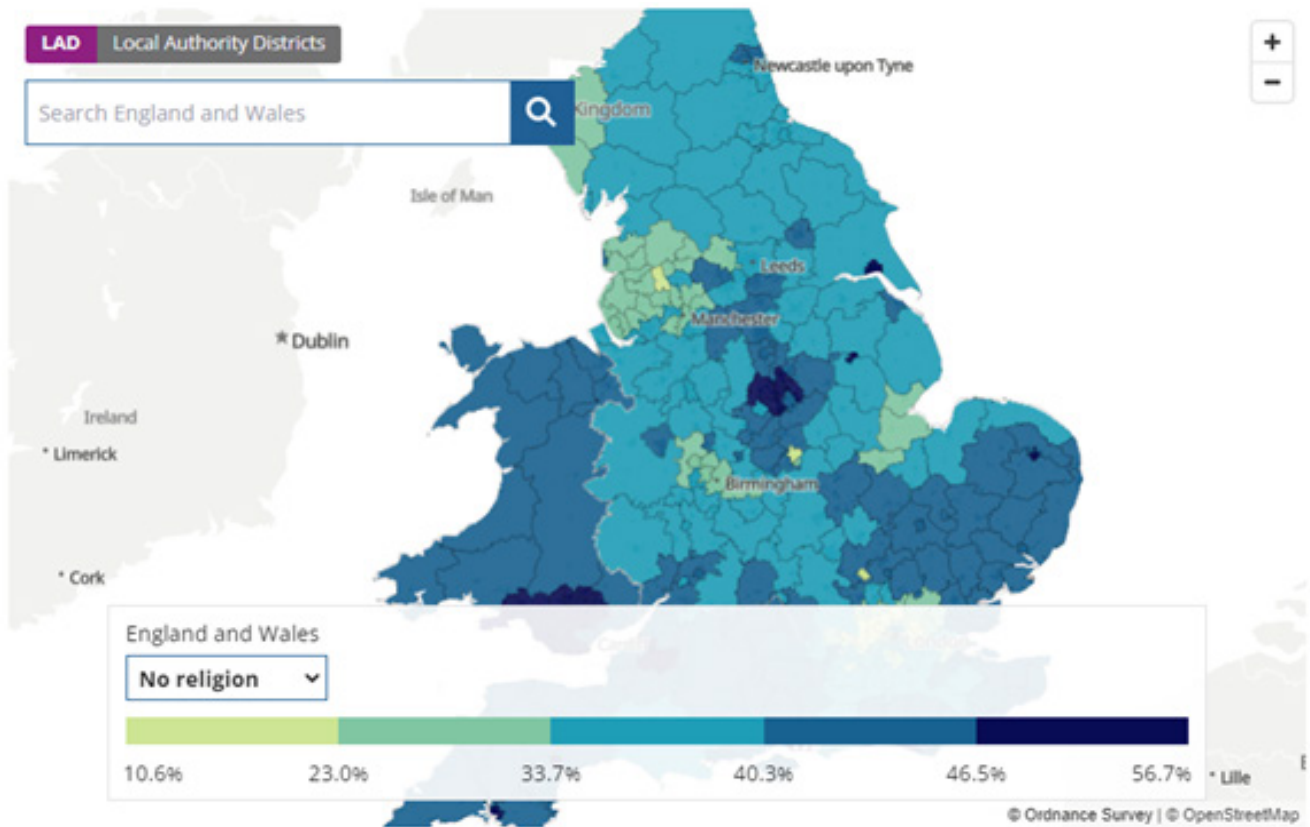 LAD Local Authority Districts
Search England and Wales
Kingdom
+
−
Newcastle upon Tyne
Isle of Man
Leeds
Manchester
Dublin
Ireland
Limerick
Birmingham
Cork
England and Wales
No religion
10.6% 23.0% 33.7% 40.3% 46.5% 56.7%
Lille
© Ordnance Survey | © OpenStreetMap